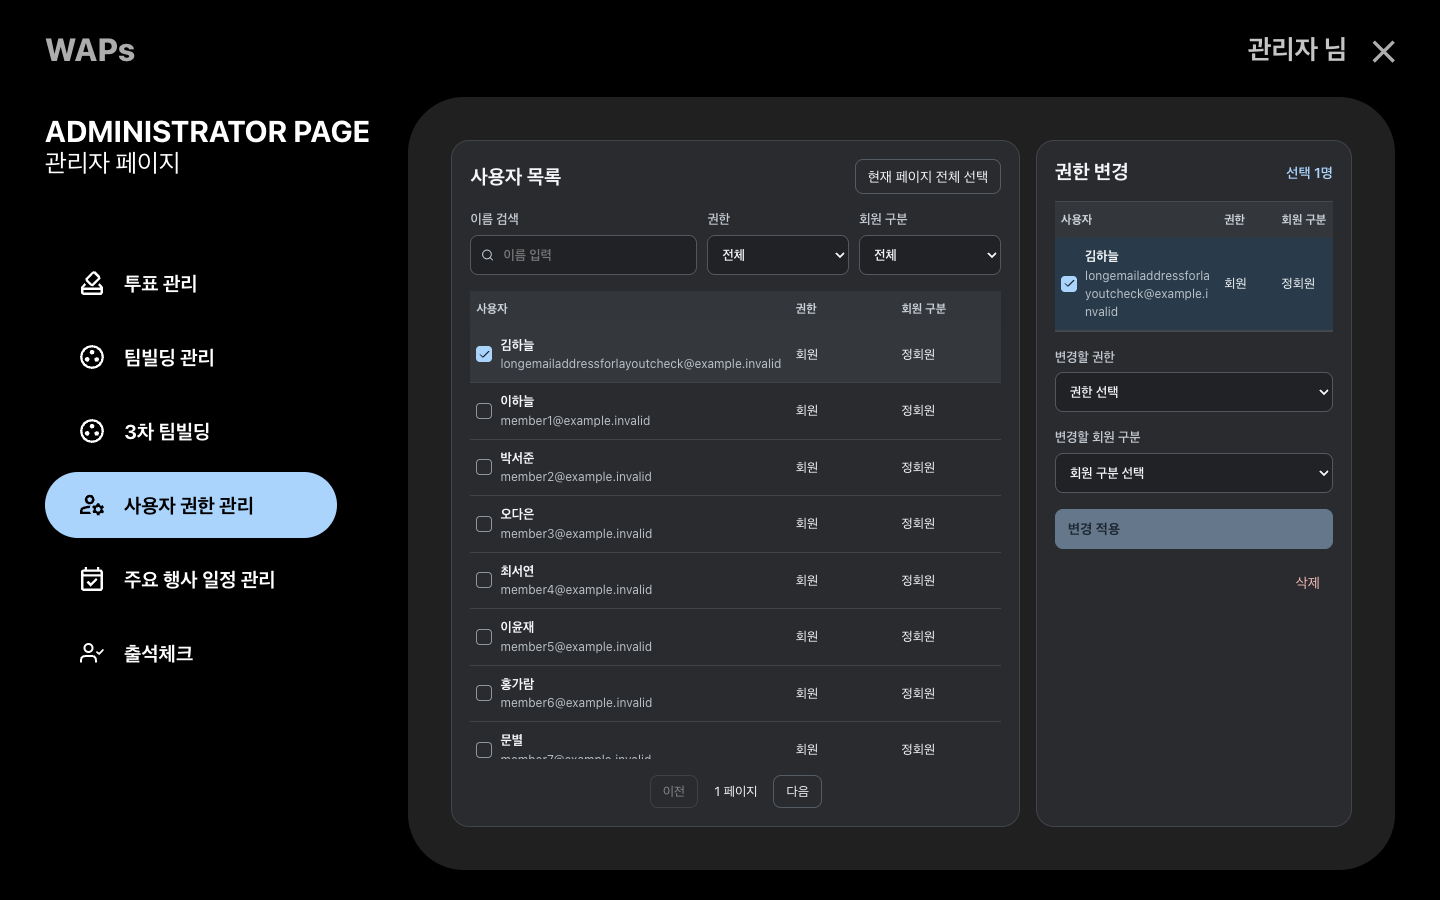 WAPs
관리자 님
ADMINISTRATOR PAGE
관리자 페이지
투표 관리
팀빌딩 관리
3차 팀빌딩
사용자 권한 관리
주요 행사 일정 관리
출석체크
사용자 목록
현재 페이지 전체 선택
이름 검색
권한
회원 구분
이름 입력
전체
전체
사용자 권한 회원 구분
김하늘
longemailaddressforlayoutcheck@example.invalid
회원 정회원
이하늘
member1@example.invalid
회원 정회원
박서준
member2@example.invalid
회원 정회원
오다은
member3@example.invalid
회원 정회원
최서연
member4@example.invalid
회원 정회원
이윤재
member5@example.invalid
회원 정회원
홍가람
member6@example.invalid
회원 정회원
문별
member7@example.invalid
회원 정회원
이전
1 페이지
다음
권한 변경
선택 1명
사용자 권한 회원 구분
김하늘
longemailaddressforla
youtcheck@example.i
nvalid
회원 정회원
변경할 권한
권한 선택
변경할 회원 구분
회원 구분 선택
변경 적용
삭제